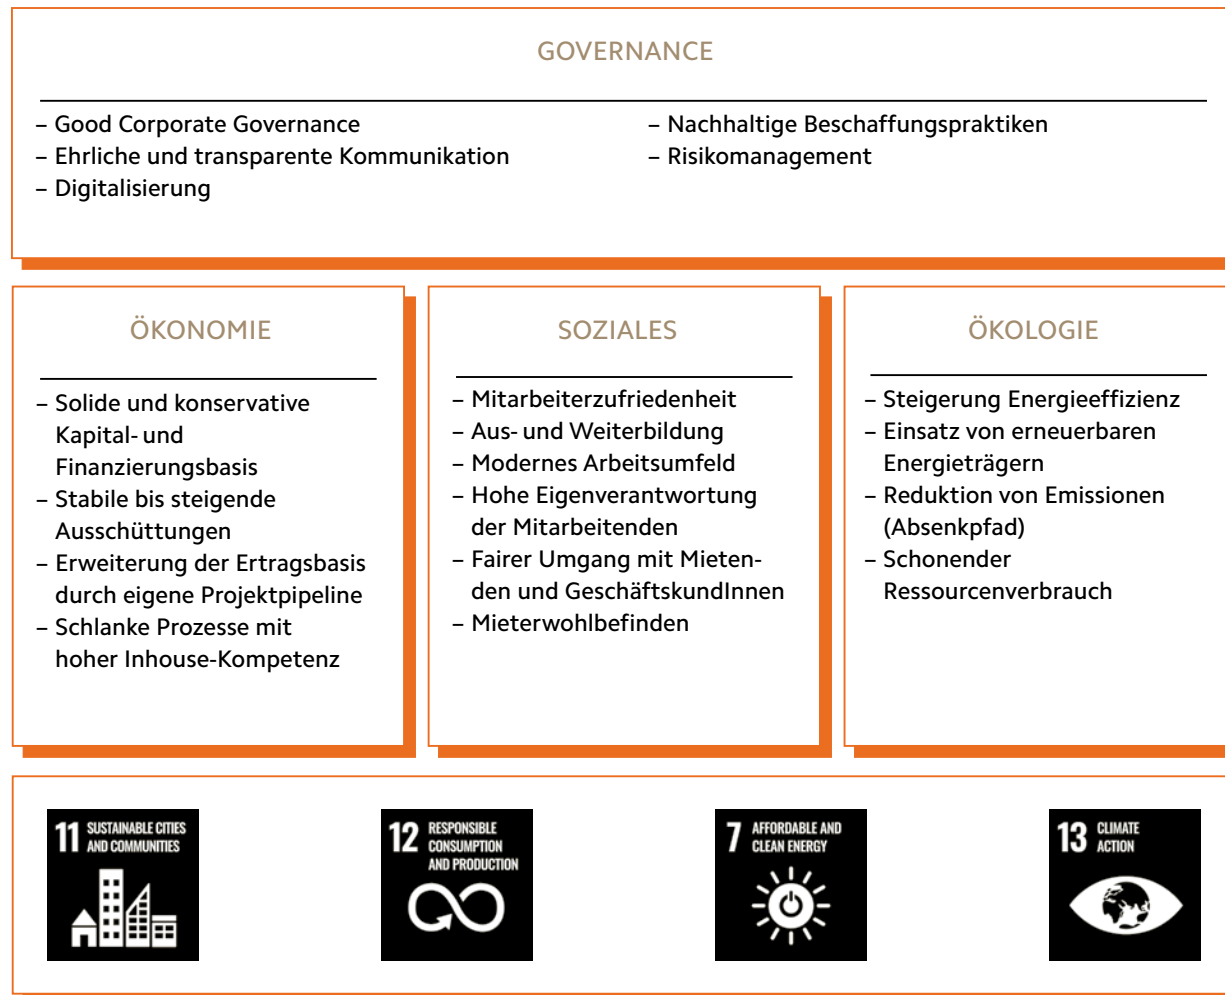 GOVERNANCE
– Good Corporate Governance
– Ehrliche und transparente Kommunikation
– Digitalisierung
– Nachhaltige Beschaffungspraktiken
– Risikomanagement
ÖKONOMIE
– Solide und konservative
Kapital- und
Finanzierungsbasis
– Stabile bis steigende
Ausschüttungen
– Erweiterung der Ertragsbasis
durch eigene Projektpipeline
– Schlanke Prozesse mit
hoher Inhouse-Kompetenz
SOZIALES
– Mitarbeiterzufriedenheit
– Aus- und Weiterbildung
– Modernes Arbeitsumfeld
– Hohe Eigenverantwortung
der Mitarbeitenden
– Fairer Umgang mit Mieten-
den und GeschäftskundInnen
– Mieterwohlbefinden
ÖKOLOGIE
– Steigerung Energieeffizienz
– Einsatz von erneuerbaren
Energieträgern
– Reduktion von Emissionen
(Absenkpfad)
– Schonender
Ressourcenverbrauch
11 SUSTAINABLE CITIES
AND COMMUNITIES
12 RESPONSIBLE
CONSUMPTION
AND PRODUCTION
7 AFFORDABLE AND
CLEAN ENERGY
13 CLIMATE
ACTION